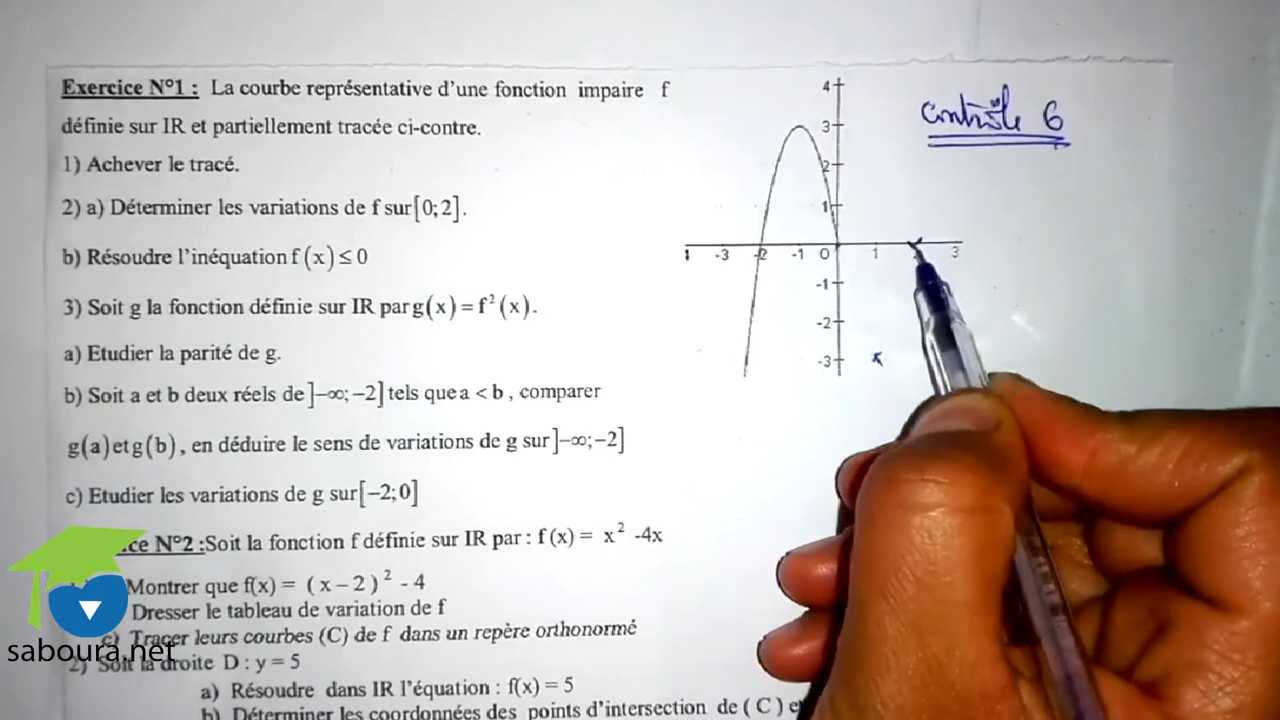 Exercice N°1 : La courbe représentative d'une fonction impaire f
définie sur IR et partiellement tracée ci-contre.
1) Achever le tracé.
2) a) Déterminer les variations de f sur [0;2].
b) Résoudre l'inéquation f(x) ≤ 0
3) Soit g la fonction définie sur IR par g(x) = f²(x).
a) Etudier la parité de g.
b) Soit a et b deux réels de ]−∞;−2] tels que a < b , comparer
g(a) et g(b) , en déduire le sens de variations de g sur ]−∞;−2]
c) Etudier les variations de g sur [−2;0]
ce N°2 :Soit la fonction f définie sur IR par : f(x) = x² -4x
Montrer que f(x) = (x−2)² - 4
Dresser le tableau de variation de f
c) Tracer leurs courbes (C) de f dans un repère orthonormé
2) Soit la droite D : y = 5
a) Résoudre dans IR l'équation : f(x) = 5
b) Déterminer les coordonnées des points d'intersection de ( C )
contrôle 6
4
3
2
1
-3 -2 -1 0 1 3
-1
-2
-3
saboura.net